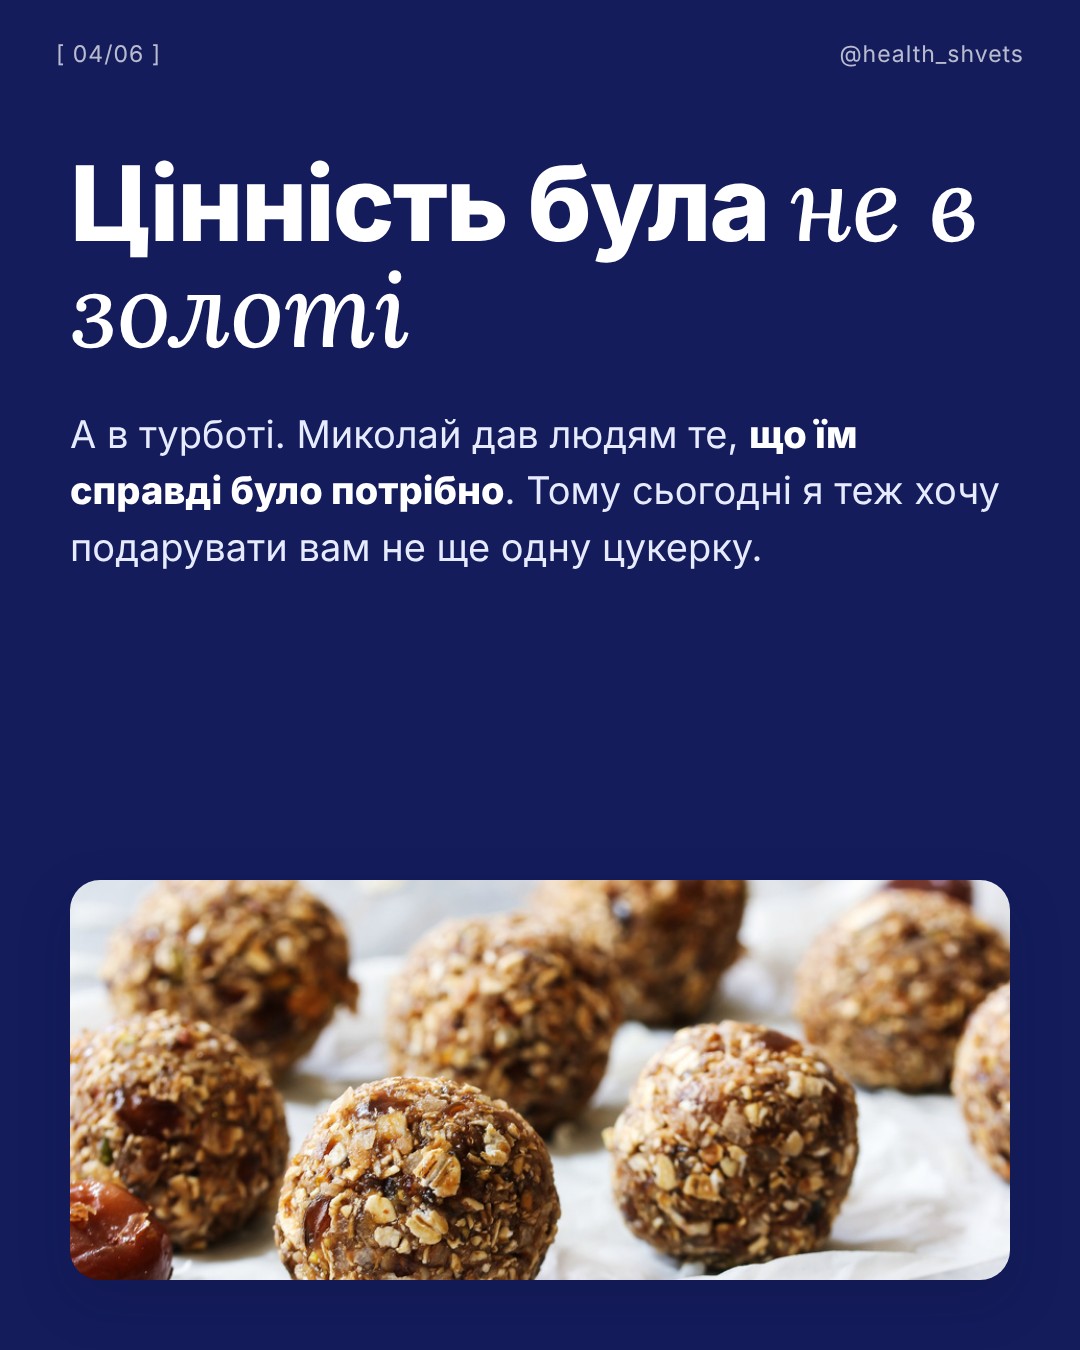 [ 04/06 ]
@health_shvets
Цінність була не в
золоті
А в турботі. Миколай дав людям те, що їм
справді було потрібно. Тому сьогодні я теж хочу
подарувати вам не ще одну цукерку.